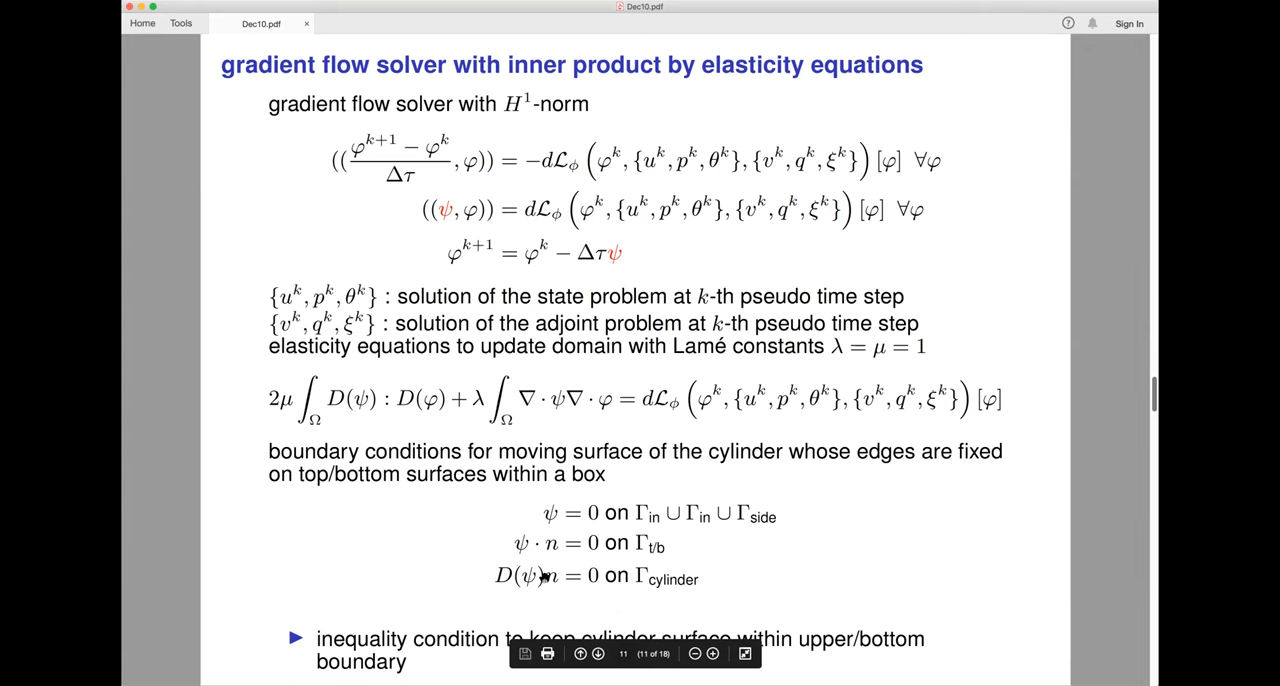 Dec10.pdf
Home Tools Dec10.pdf × ? Sign In
gradient flow solver with inner product by elasticity equations
gradient flow solver with H¹-norm
((φ^{k+1} − φ^k / Δτ, φ)) = −dℒ_ϕ (φ^k, {u^k, p^k, θ^k}, {v^k, q^k, ξ^k}) [φ] ∀φ
((ψ, φ)) = dℒ_ϕ (φ^k, {u^k, p^k, θ^k}, {v^k, q^k, ξ^k}) [φ] ∀φ
φ^{k+1} = φ^k − Δτψ
{u^k, p^k, θ^k} : solution of the state problem at k-th pseudo time step
{v^k, q^k, ξ^k} : solution of the adjoint problem at k-th pseudo time step
elasticity equations to update domain with Lamé constants λ = μ = 1
2μ ∫_Ω D(ψ) : D(φ) + λ ∫_Ω ∇ · ψ∇ · φ = dℒ_ϕ (φ^k, {u^k, p^k, θ^k}, {v^k, q^k, ξ^k}) [φ]
boundary conditions for moving surface of the cylinder whose edges are fixed
on top/bottom surfaces within a box
ψ = 0 on Γ_in ∪ Γ_in ∪ Γ_side
ψ · n = 0 on Γ_t/b
D(ψ)n = 0 on Γ_cylinder
▶ inequality condition to keep cylinder surface within upper/bottom
boundary
11 (11 of 18)